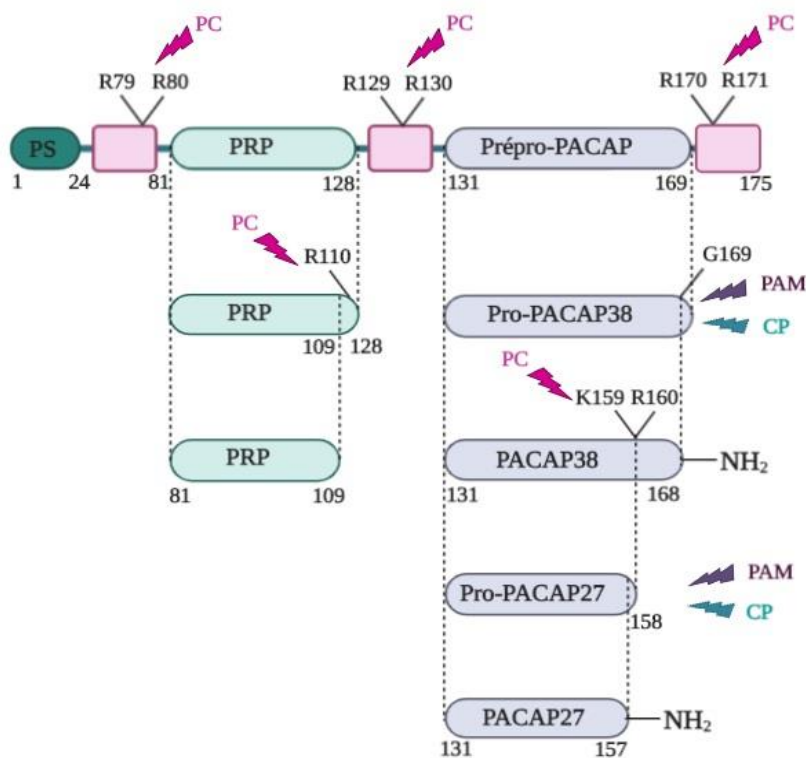 PC PC PC
R79 R80 R129 R130 R170 R171
PS PRP Prépro-PACAP
1 24 81 128 131 169 175
PC R110 G169
PRP Pro-PACAP38 PAM
CP
109 128
PC K159 R160
PRP PACAP38 NH₂
81 109 131 168
Pro-PACAP27 PAM
158 CP
PACAP27 NH₂
131 157